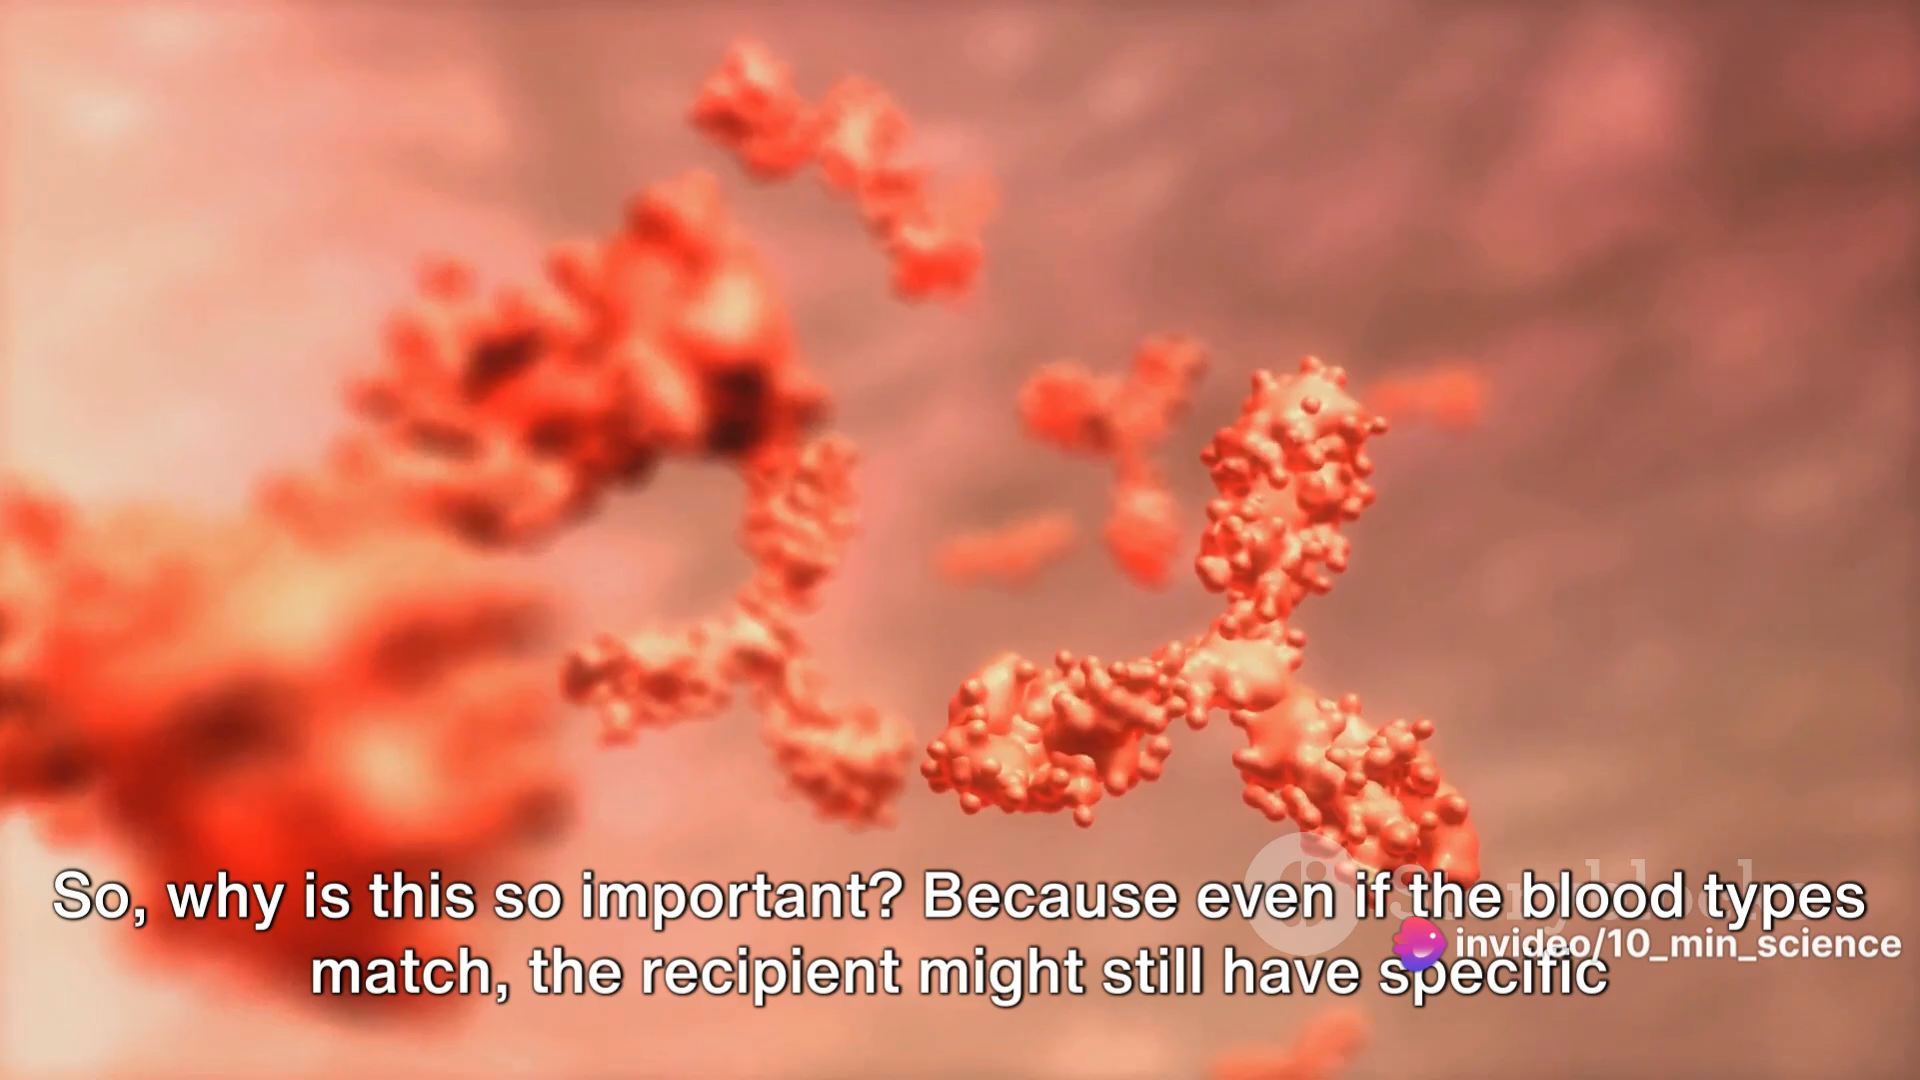 So, why is this so important? Because even if the blood types
invideo/10_min_science
match, the recipient might still have specific